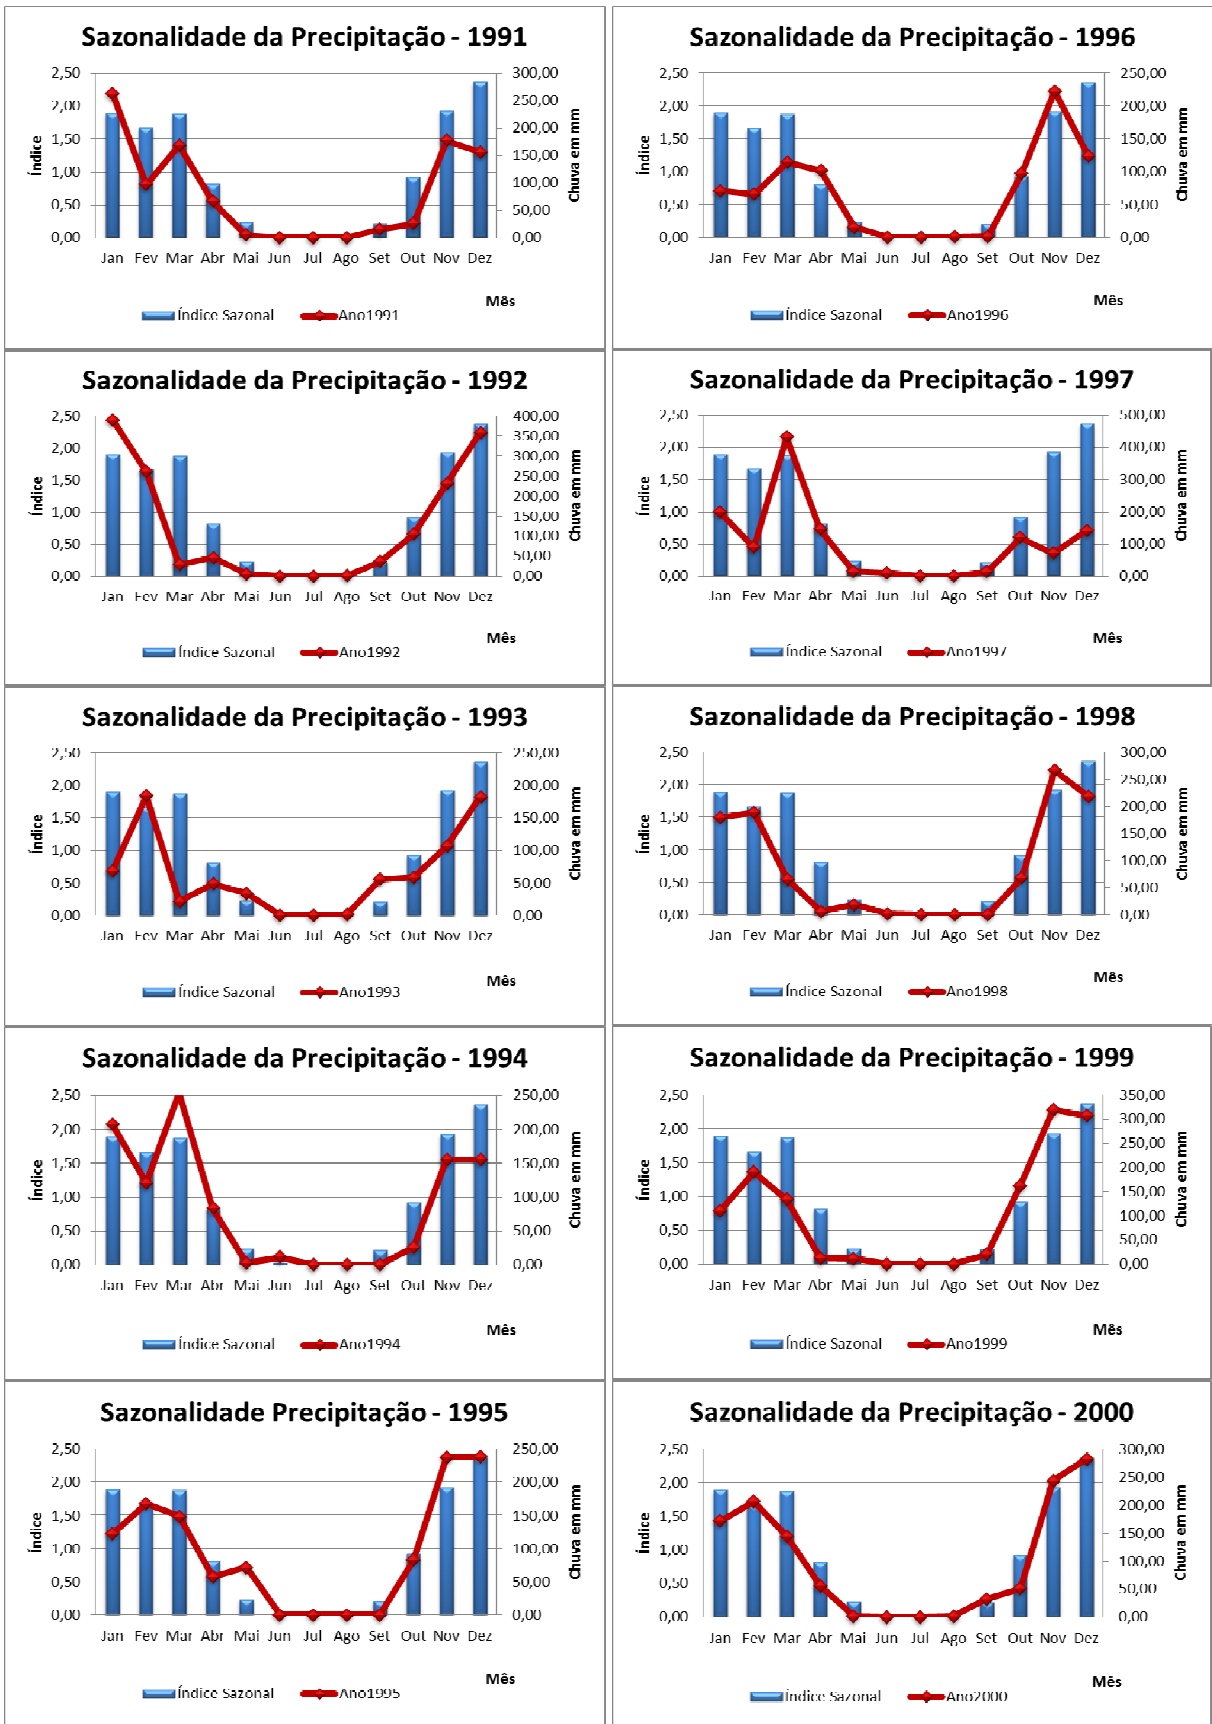 Sazonalidade da Precipitação - 1991
2,50
2,00
1,50
1,00
0,50
0,00
Índice
300,00
250,00
200,00
150,00
100,00
50,00
0,00
Chuva em mm
Jan Fev Mar Abr Mai Jun Jul Ago Set Out Nov Dez
Mês
Índice Sazonal Ano1991
Sazonalidade da Precipitação - 1996
2,50
2,00
1,50
1,00
0,50
0,00
Índice
250,00
200,00
150,00
100,00
50,00
0,00
Chuva em mm
Jan Fev Mar Abr Mai Jun Jul Ago Set Out Nov Dez
Mês
Índice Sazonal Ano1996
Sazonalidade da Precipitação - 1992
2,50
2,00
1,50
1,00
0,50
0,00
Índice
400,00
350,00
300,00
250,00
200,00
150,00
100,00
50,00
0,00
Chuva em mm
Jan Fev Mar Abr Mai Jun Jul Ago Set Out Nov Dez
Mês
Índice Sazonal Ano1992
Sazonalidade da Precipitação - 1997
2,50
2,00
1,50
1,00
0,50
0,00
Índice
500,00
400,00
300,00
200,00
100,00
0,00
Chuva em mm
Jan Fev Mar Abr Mai Jun Jul Ago Set Out Nov Dez
Mês
Índice Sazonal Ano1997
Sazonalidade da Precipitação - 1993
2,50
2,00
1,50
1,00
0,50
0,00
Índice
250,00
200,00
150,00
100,00
50,00
0,00
Chuva em mm
Jan Fev Mar Abr Mai Jun Jul Ago Set Out Nov Dez
Mês
Índice Sazonal Ano1993
Sazonalidade da Precipitação - 1998
2,50
2,00
1,50
1,00
0,50
0,00
Índice
300,00
250,00
200,00
150,00
100,00
50,00
0,00
Chuva em mm
Jan Fev Mar Abr Mai Jun Jul Ago Set Out Nov Dez
Mês
Índice Sazonal Ano1998
Sazonalidade da Precipitação - 1994
2,50
2,00
1,50
1,00
0,50
0,00
Índice
250,00
200,00
150,00
100,00
50,00
0,00
Chuva em mm
Jan Fev Mar Abr Mai Jun Jul Ago Set Out Nov Dez
Mês
Índice Sazonal Ano1994
Sazonalidade da Precipitação - 1999
2,50
2,00
1,50
1,00
0,50
0,00
Índice
350,00
300,00
250,00
200,00
150,00
100,00
50,00
0,00
Chuva em mm
Jan Fev Mar Abr Mai Jun Jul Ago Set Out Nov Dez
Mês
Índice Sazonal Ano1999
Sazonalidade Precipitação - 1995
2,50
2,00
1,50
1,00
0,50
0,00
Índice
250,00
200,00
150,00
100,00
50,00
0,00
Chuva em mm
Jan Fev Mar Abr Mai Jun Jul Ago Set Out Nov Dez
Mês
Índice Sazonal Ano1995
Sazonalidade da Precipitação - 2000
2,50
2,00
1,50
1,00
0,50
0,00
Índice
300,00
250,00
200,00
150,00
100,00
50,00
0,00
Chuva em mm
Jan Fev Mar Abr Mai Jun Jul Ago Set Out Nov Dez
Mês
Índice Sazonal Ano2000